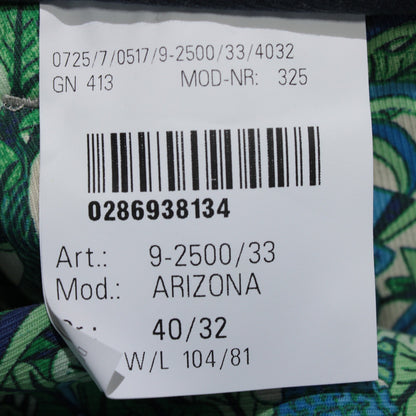 0725/7/0517/9-2500/33/4032
GN 413 MOD-NR: 325
0286938134
Art.: 9-2500/33
Mod.: ARIZONA
40/32
W/L 104/81